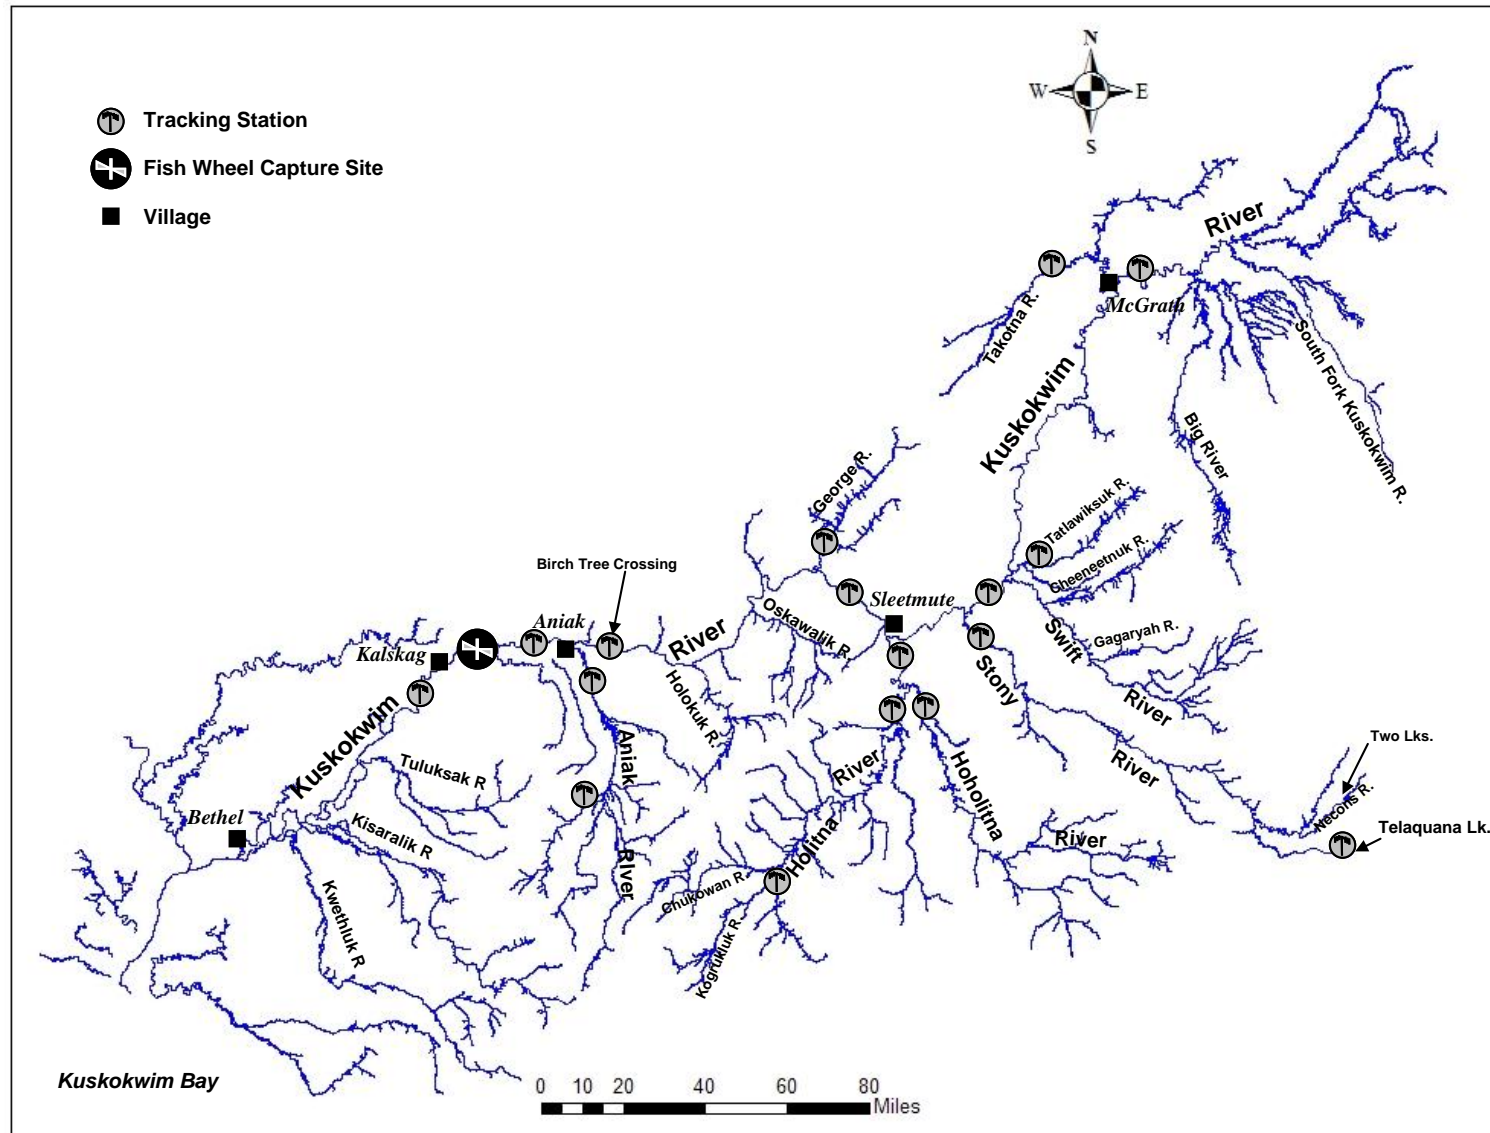 N
W E
S
Tracking Station
Fish Wheel Capture Site
Village
River
McGrath
Takotna R.
South Fork Kuskokwim R.
Kuskokwim
Big River
George R.
Tatlawiksuk R.
Cheeneetnuk R.
Birch Tree Crossing
Sleetmute
Oskawalik R
Aniak
River
Swift
Gagaryah R.
Kalskag
Stony
River
Holokuk R.
Kuskokwim
Aniak
River
Hoholitna
River
Two Lks.
Tuluksak R
Necons R.
Bethel
Kisaralik R
River
Telaquana Lk.
Holitna
River
Chukowan R.
Kwethluk R
Kogrukluk R.
Kuskokwim Bay
0 10 20 40 60 80
Miles